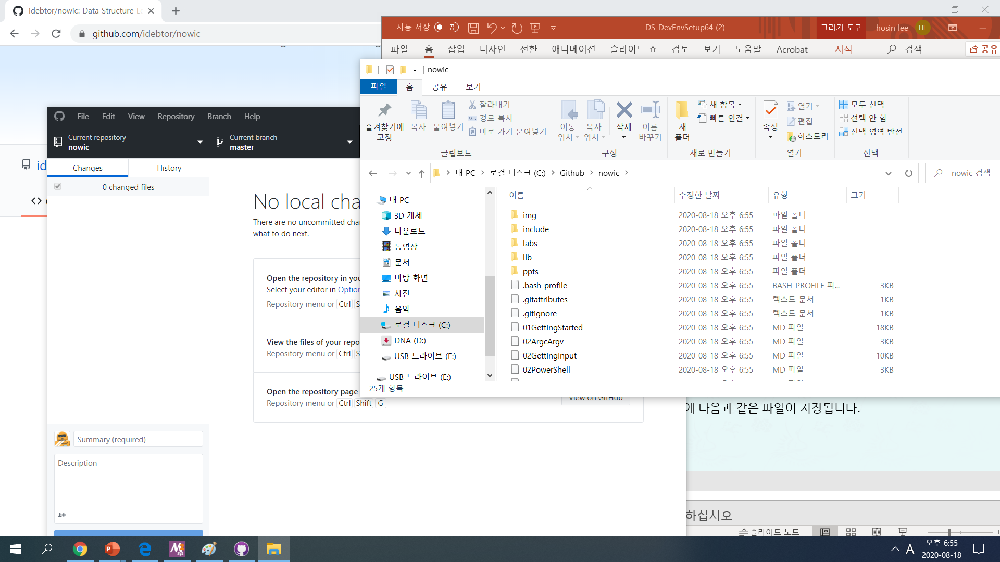 idebtor/nowic: Data Structure Le
github.com/idebtor/nowic
자동 저장 끔
DS_DevEnvSetup64 (2)
그리기 도구
hosin lee
HL
파일 홈 삽입 디자인 전환 애니메이션 슬라이드 쇼 검토 보기 도움말 Acrobat 서식 검색 공유
nowic
파일 홈 공유 보기
즐겨찾기에 고정
복사
붙여넣기
잘라내기
경로 복사
바로 가기 붙여넣기
클립보드
이동 위치
복사 위치
삭제
이름 바꾸기
구성
새 폴더
새 항목
빠른 연결
새로 만들기
속성
열기
편집
히스토리
열기
모두 선택
선택 안 함
선택 영역 반전
선택
내 PC
로컬 디스크 (C:)
Github
nowic
nowic 검색
내 PC
3D 개체
다운로드
동영상
문서
바탕 화면
사진
음악
로컬 디스크 (C:)
DNA (D:)
USB 드라이브 (E:)
USB 드라이브 (E:)
25개 항목
이름 수정한 날짜 유형 크기
img 2020-08-18 오후 6:55 파일 폴더
include 2020-08-18 오후 6:55 파일 폴더
labs 2020-08-18 오후 6:55 파일 폴더
lib 2020-08-18 오후 6:55 파일 폴더
ppts 2020-08-18 오후 6:55 파일 폴더
.bash_profile 2020-08-18 오후 6:55 BASH_PROFILE 파... 3KB
.gitattributes 2020-08-18 오후 6:55 텍스트 문서 1KB
.gitignore 2020-08-18 오후 6:55 텍스트 문서 1KB
01GettingStarted 2020-08-18 오후 6:55 MD 파일 18KB
02ArgcArgv 2020-08-18 오후 6:55 MD 파일 3KB
02GettingInput 2020-08-18 오후 6:55 MD 파일 10KB
02PowerShell 2020-08-18 오후 6:55 MD 파일 3KB
id
File Edit View Repository Branch Help
Current repository
nowic
Current branch
master
Changes History
0 changed files
No local cha
There are no uncommitted cha
what to do next.
Open the repository in you
Select your editor in Option
Repository menu or Ctrl S
View the files of your repo
Repository menu or Ctrl S
Open the repository page
Repository menu or Ctrl Shift G
View on GitHub
Summary (required)
Description
에 다음과 같은 파일이 저장됩니다.
하십시오
슬라이드 노트
A
오후 6:55
2020-08-18